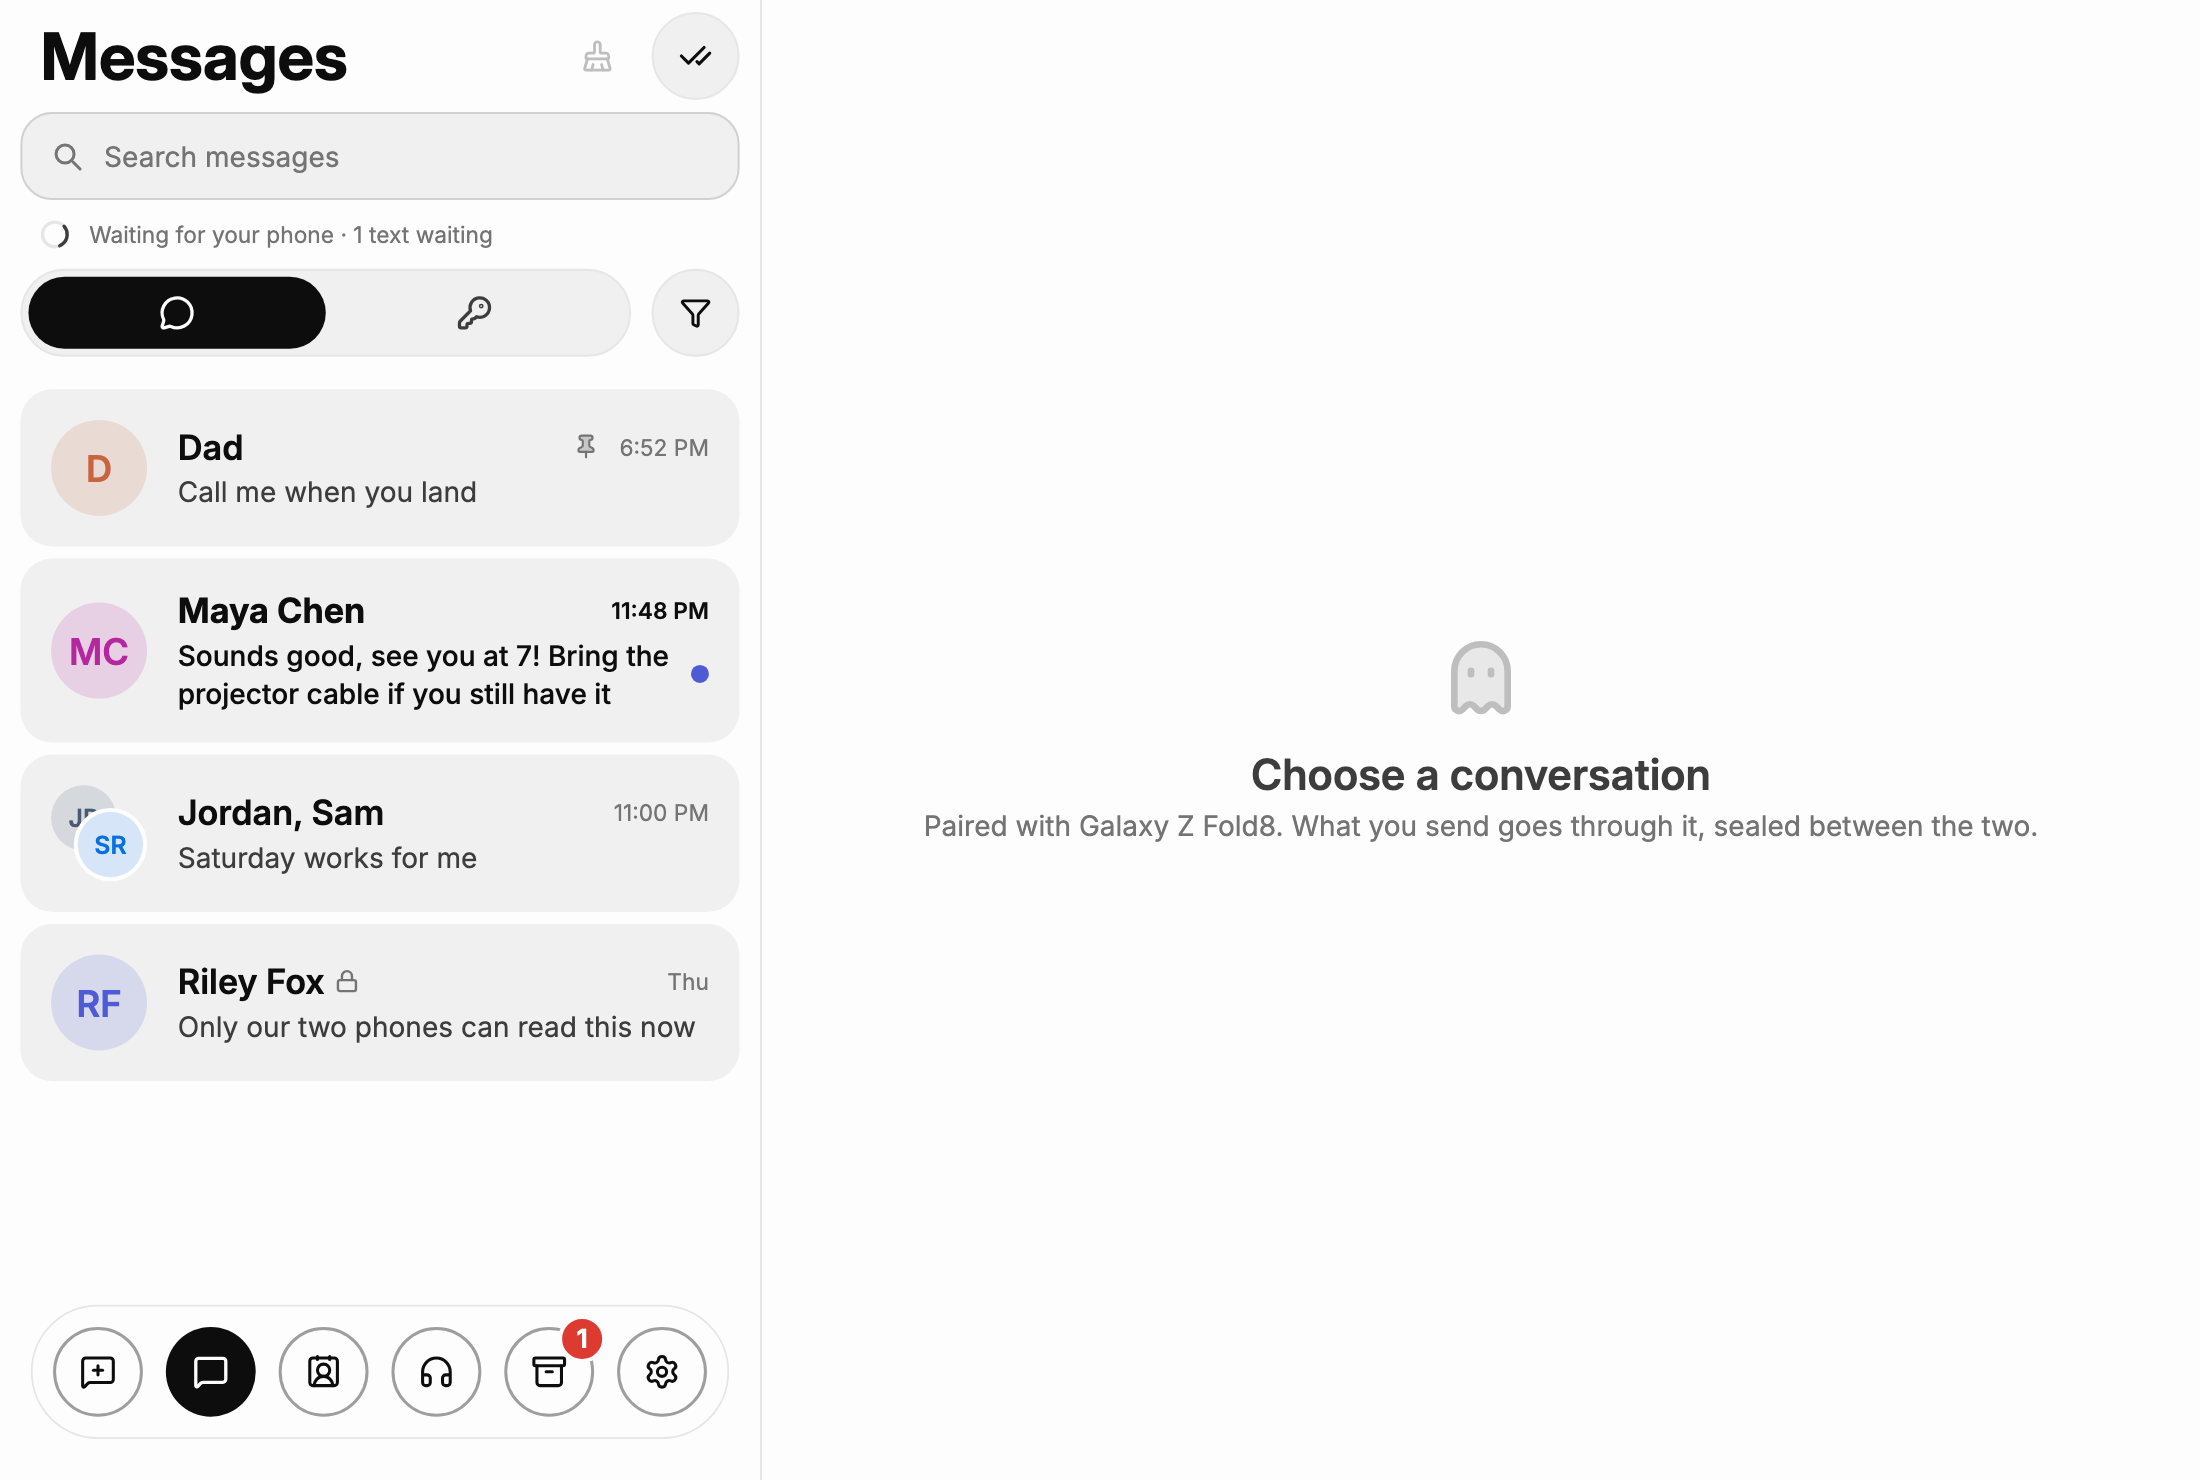 Messages
Search messages
Waiting for your phone · 1 text waiting
D
Dad
6:52 PM
Call me when you land
MC
Maya Chen
11:48 PM
Sounds good, see you at 7! Bring the
projector cable if you still have it
SR
Jordan, Sam
11:00 PM
Saturday works for me
RF
Riley Fox
Thu
Only our two phones can read this now
1
Choose a conversation
Paired with Galaxy Z Fold8. What you send goes through it, sealed between the two.